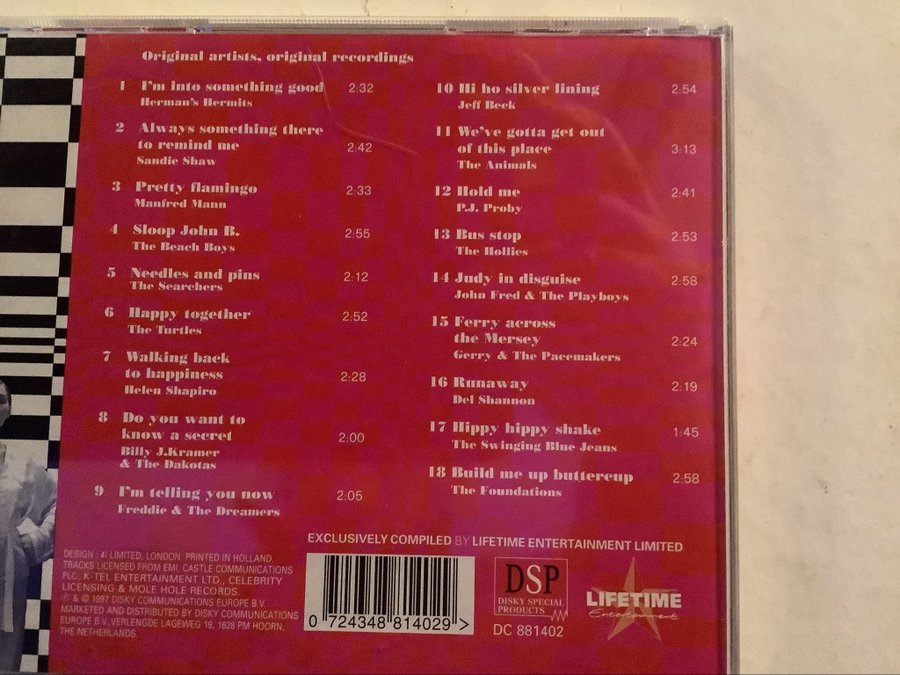 Original artists, original recordings
1 I'm into something good 2:32
Herman's Hermits
2 Always something there
to remind me 2:42
Sandie Shaw
3 Pretty flamingo 2:33
Manfred Mann
4 Sloop John B. 2:55
The Beach Boys
5 Needles and pins 2:12
The Searchers
6 Happy together 2:52
The Turtles
7 Walking back
to happiness 2:28
Helen Shapiro
8 Do you want to
know a secret 2:00
Billy J.Kramer
& The Dakotas
9 I'm telling you now 2:05
Freddie & The Dreamers
10 Hi ho silver lining 2:54
Jeff Beck
11 We've gotta get out
of this place 3:13
The Animals
12 Hold me 2:41
P.J. Proby
13 Bus stop 2:53
The Hollies
14 Judy in disguise 2:58
John Fred & The Playboys
15 Ferry across
the Mersey 2:24
Gerry & The Pacemakers
16 Runaway 2:19
Del Shannon
17 Hippy hippy shake 1:45
The Swinging Blue Jeans
18 Build me up buttercup 2:58
The Foundations
EXCLUSIVELY COMPILED BY LIFETIME ENTERTAINMENT LIMITED
DESIGN : 4i LIMITED, LONDON. PRINTED IN HOLLAND
TRACKS LICENSED FROM EMI, CASTLE COMMUNICATIONS
PLC., K-TEL ENTERTAINMENT LTD., CELEBRITY
LICENSING & MOLE HOLE RECORDS
℗ & © 1997 DISKY COMMUNICATIONS EUROPE B.V.
MARKETED AND DISTRIBUTED BY DISKY COMMUNICATIONS
EUROPE B.V., VERLENGDE LAGEWEG 19, 1628 PM HOORN,
THE NETHERLANDS.
0 724348 814029 >
DSP
DISKY SPECIAL
PRODUCTS
DC 881402
LIFETIME
Entertainment